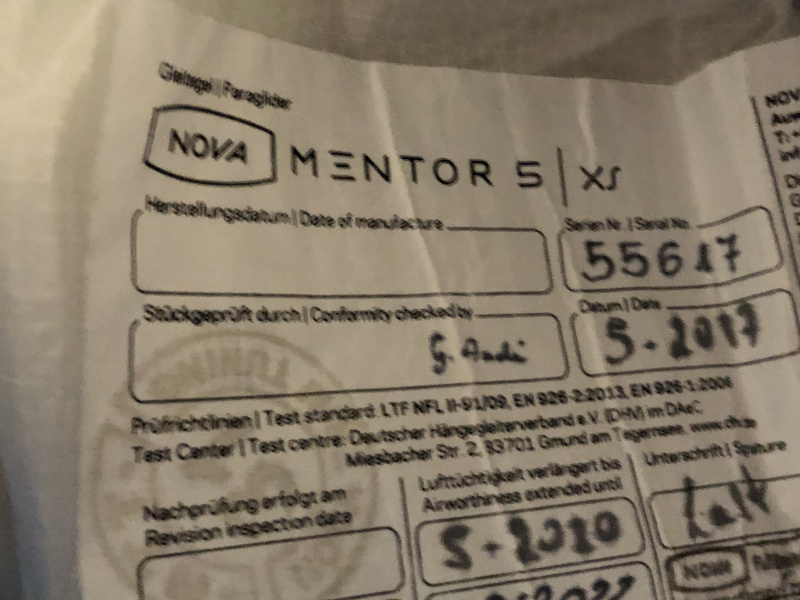 Gleitsegel | Paraglider
NOVA MENTOR 5 | XS
Herstellungsdatum | Date of manufacture
Serien Nr. | Serial No.
55617
Stückgeprüft durch | Conformity checked by
Datum | Date
G. Andi
5-2017
Prüfrichtlinien | Test standard: LTF NFL II-91/09, EN 926-2:2013, EN 926-1:2006
Test Center | Test centre: Deutscher Hängegleiterverband e.V. (DHV) im DAeC
Miesbacher Str. 2, 83701 Gmund am Tegernsee, www.dhv.de
Nachprüfung erfolgt am
Revision inspection date
Lufttüchtigkeit verlängert bis
Airworthiness extended until
Unterschrift |
5-2020
NOVA
NOVA